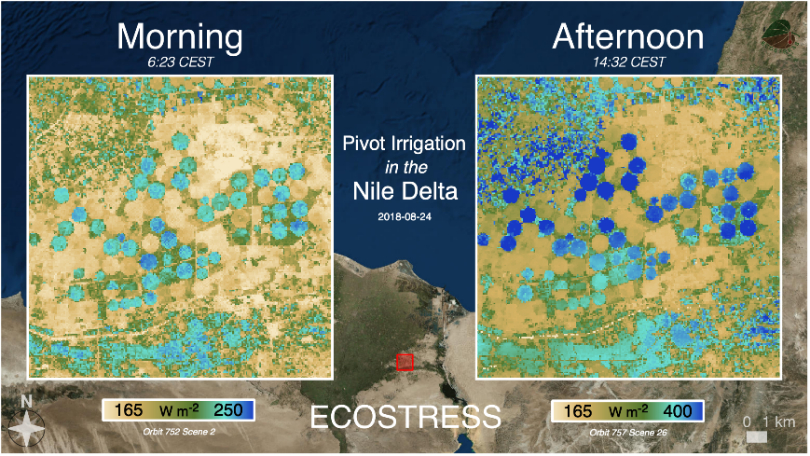 Morning
6:23 CEST
Afternoon
14:32 CEST
Pivot Irrigation
in the
Nile Delta
2018-08-24
N
165 W m-2 250
Orbit 752 Scene 2
ECOSTRESS
165 W m-2 400
Orbit 757 Scene 26
0 1 km